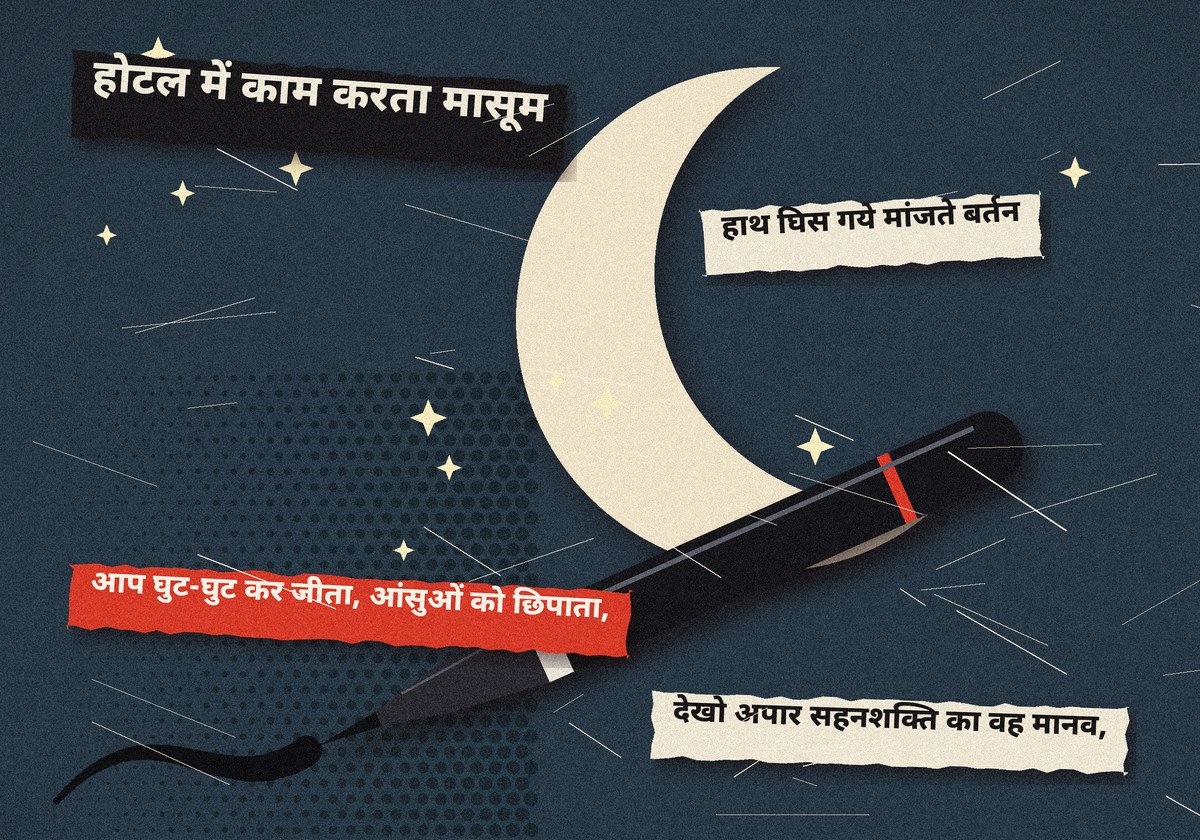 होटल में काम करता मासूम
हाथ घिस गये मांजते बर्तन
आप घुट-घुट कर जीता, आंसुओं को छिपाता,
देखो अपार सहनशक्ति का वह मानव,